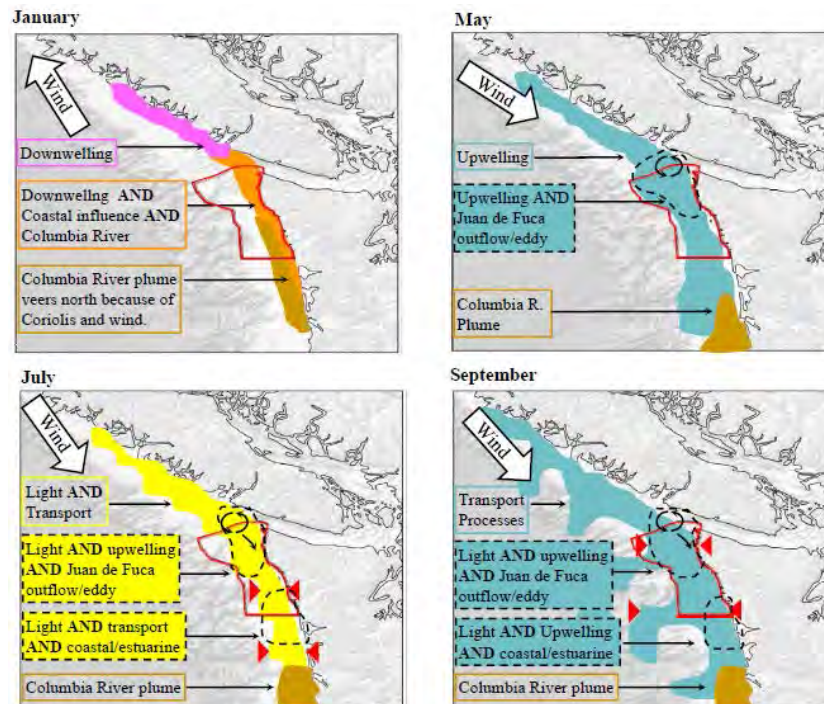 January
Wind
Downwelling
Downwellng AND
Coastal influence AND
Columbia River
Columbia River plume
veers north because of
Coriolis and wind.
May
Wind
Upwelling
Upwelling AND
Juan de Fuca
outflow/eddy
Columbia R.
Plume
July
Wind
Light AND
Transport
Light AND upwelling
AND Juan de Fuca
outflow/eddy
Light AND transport
AND coastal/estuarine
Columbia River plume
September
Wind
Transport
Processes
Light AND upwelling
AND Juan de Fuca
outflow/eddy
Light AND Upwelling
AND coastal/estuarine
Columbia River plume